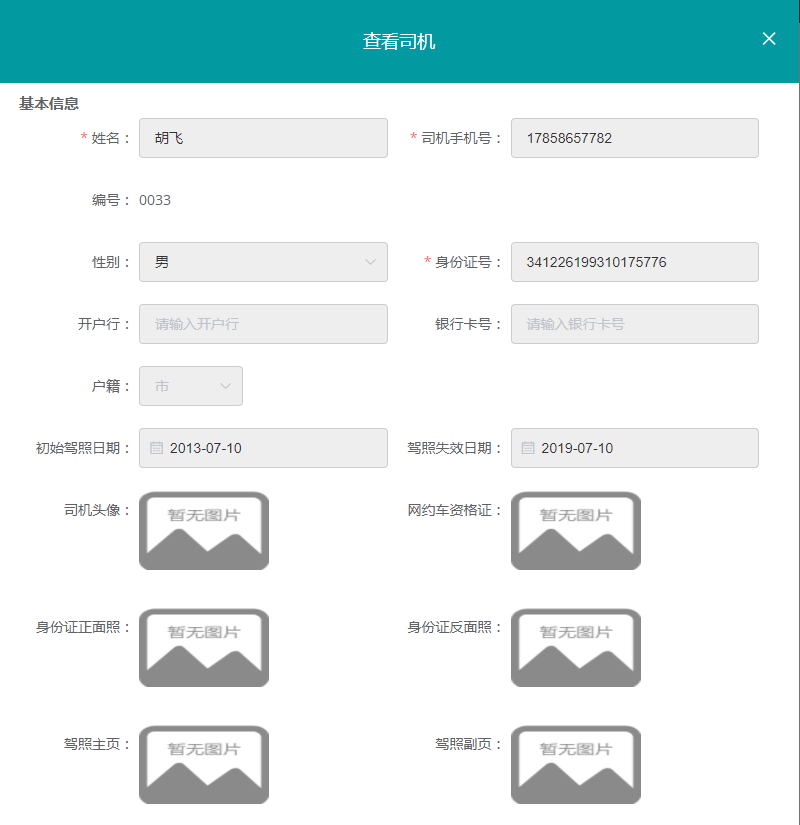 查看司机
基本信息
* 姓名： 胡飞
* 司机手机号： 17858657782
编号： 0033
性别： 男
* 身份证号： 341226199310175776
开户行： 请输入开户行
银行卡号： 请输入银行卡号
户籍： 市
初始驾照日期： 2013-07-10
驾照失效日期： 2019-07-10
司机头像： 暂无图片
网约车资格证： 暂无图片
身份证正面照： 暂无图片
身份证反面照： 暂无图片
驾照主页： 暂无图片
驾照副页： 暂无图片